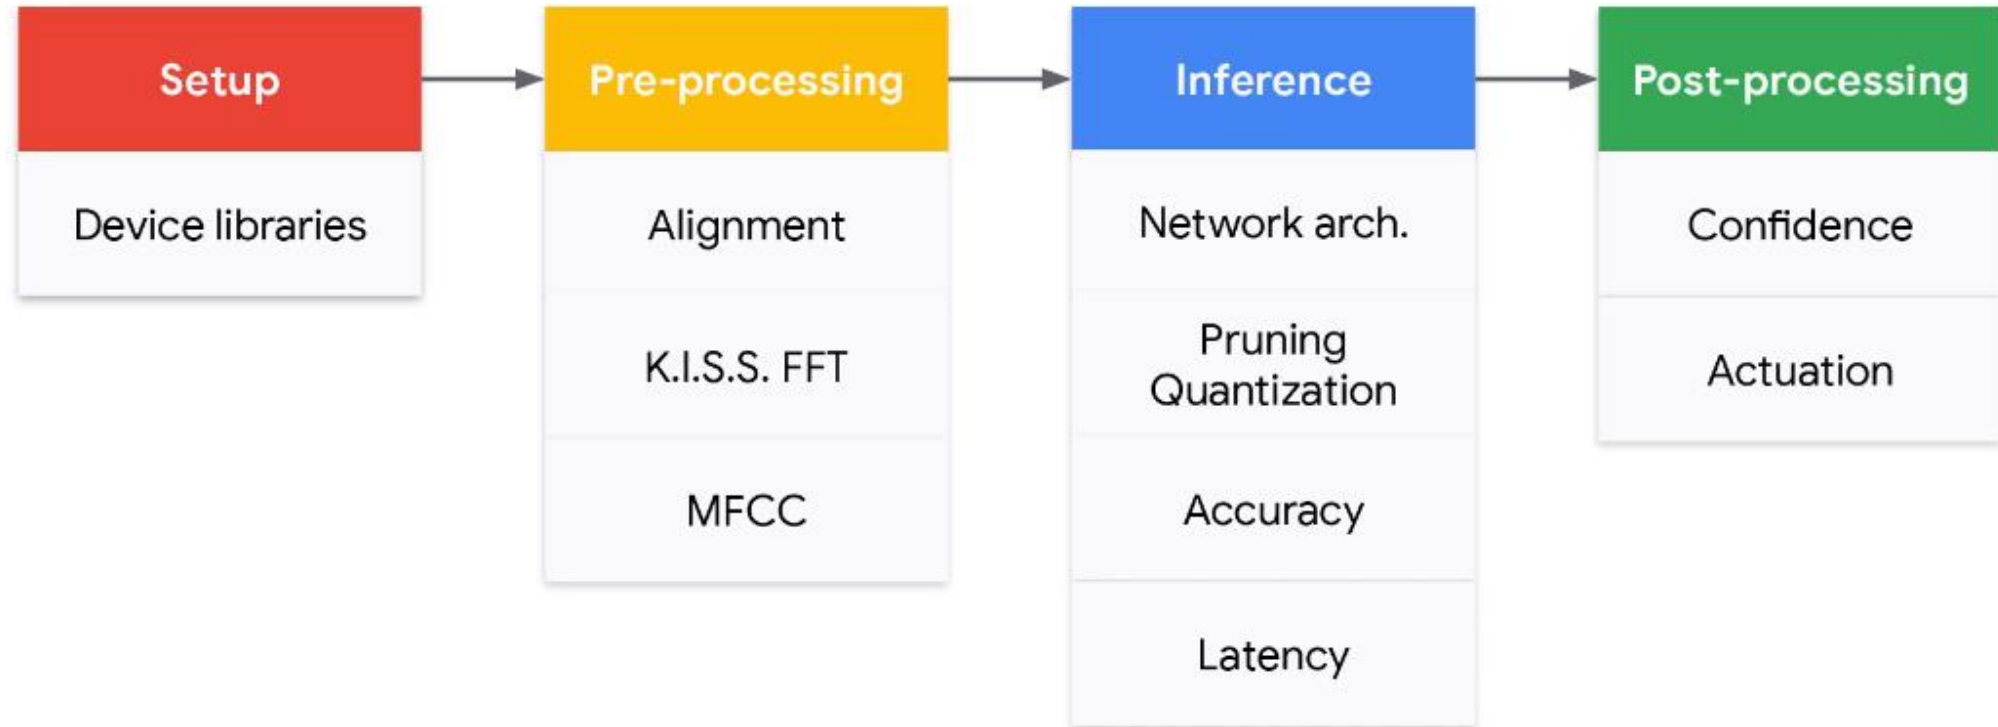 Setup
Device libraries
Pre-processing
Alignment
K.I.S.S. FFT
MFCC
Inference
Network arch.
Pruning
Quantization
Accuracy
Latency
Post-processing
Confidence
Actuation